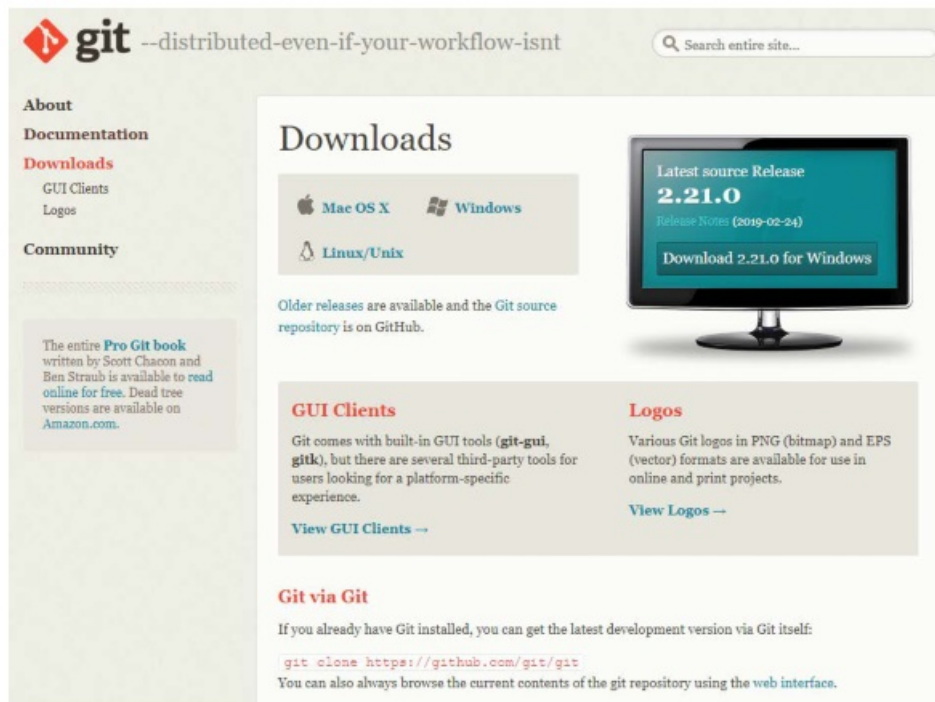 git --distributed-even-if-your-workflow-isnt
Search entire site...
About
Documentation
Downloads
GUI Clients
Logos
Community
The entire Pro Git book
written by Scott Chacon and
Ben Straub is available to read
online for free. Dead tree
versions are available on
Amazon.com.
Downloads
Mac OS X
Windows
Linux/Unix
Older releases are available and the Git source
repository is on GitHub.
Latest source Release
2.21.0
Release Notes (2019-02-24)
Download 2.21.0 for Windows
GUI Clients
Git comes with built-in GUI tools (git-gui,
gitk), but there are several third-party tools for
users looking for a platform-specific
experience.
View GUI Clients →
Logos
Various Git logos in PNG (bitmap) and EPS
(vector) formats are available for use in
online and print projects.
View Logos →
Git via Git
If you already have Git installed, you can get the latest development version via Git itself:
git clone https://github.com/git/git
You can also always browse the current contents of the git repository using the web interface.